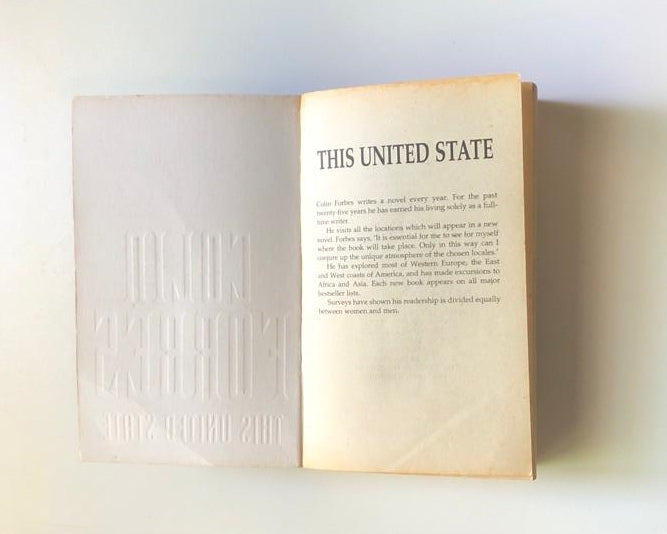 COLIN
FORBES
THIS UNITED STATE
THIS UNITED STATE
Colin Forbes writes a novel every year. For the past
twenty-five years he has earned his living solely as a full-
time writer.
He visits all the locations which will appear in a new
novel. Forbes says, 'It is essential for me to see for myself
where the book will take place. Only in this way can I
conjure up the unique atmosphere of the chosen locales.'
He has explored most of Western Europe, the East
and West coasts of America, and has made excursions to
Africa and Asia. Each new book appears on all major
bestseller lists.
Surveys have shown his readership is divided equally
between women and men.